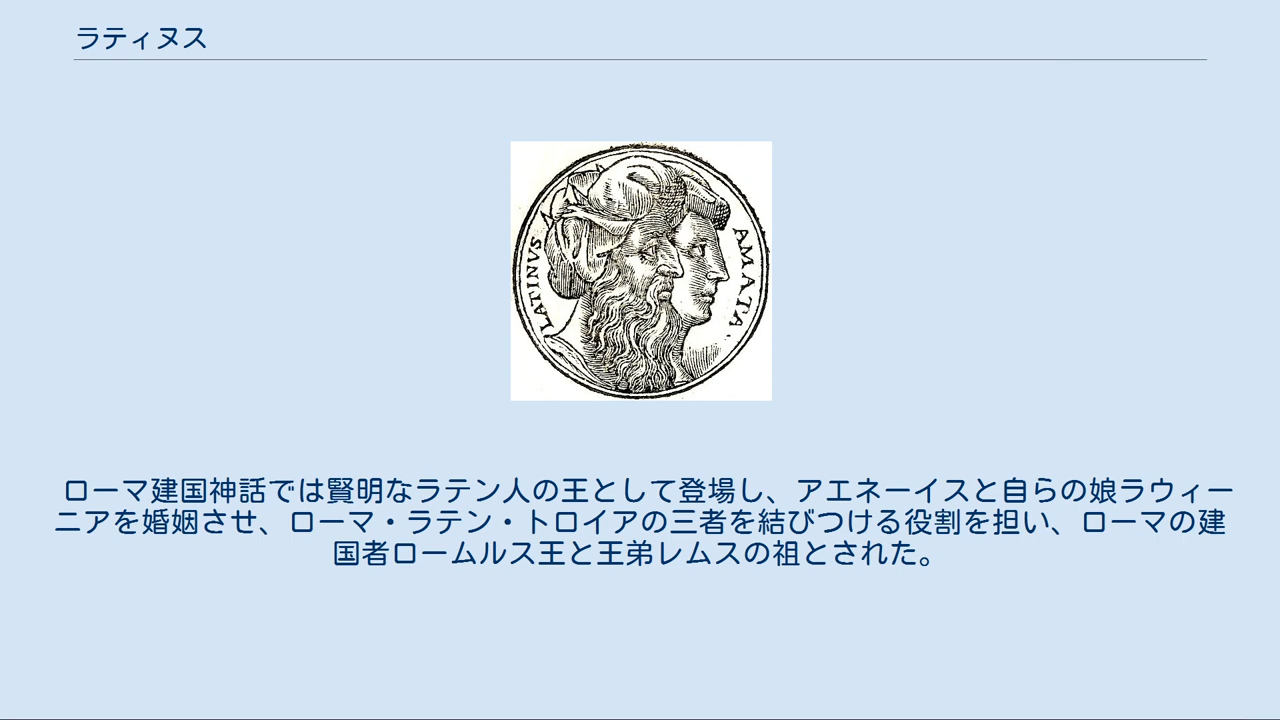 ラティヌス
LATINVS
AMATA
ローマ建国神話では賢明なラテン人の王として登場し、アエネーイスと自らの娘ラウィー
ニアを婚姻させ、ローマ・ラテン・トロイアの三者を結びつける役割を担い、ローマの建
国者ロームルス王と王弟レムスの祖とされた。